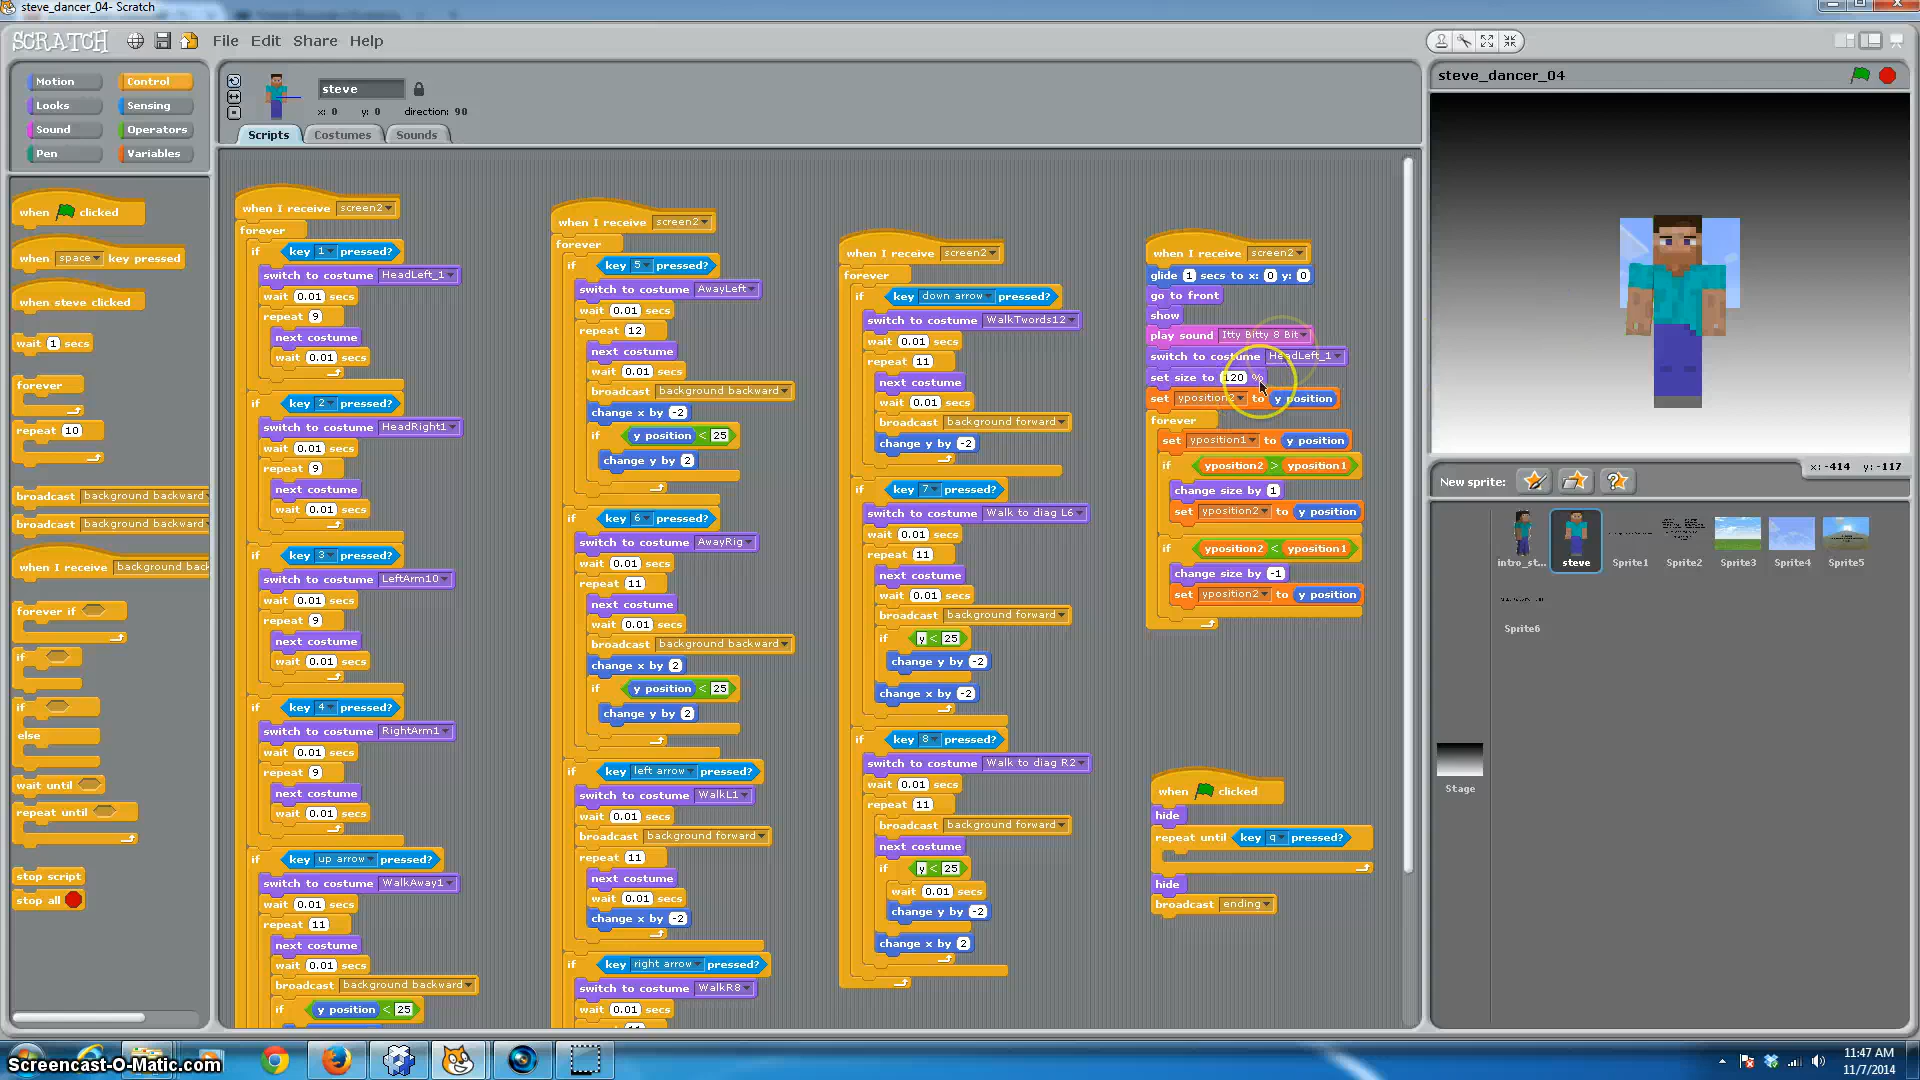 steve_dancer_04- Scratch
SCRATCH File Edit Share Help
Motion Control
Looks Sensing
Sound Operators
Pen Variables
steve
x: 0 y: 0 direction: 90
Scripts Costumes Sounds
when clicked
when space key pressed
when steve clicked
wait 1 secs
forever
repeat 10
broadcast background backward
broadcast background backward
when I receive background back
forever if
if
if
else
wait until
repeat until
stop script
stop all
when I receive screen2
forever
if key 1 pressed?
switch to costume HeadLeft_1
wait 0.01 secs
repeat 9
next costume
wait 0.01 secs
if key 2 pressed?
switch to costume HeadRight1
wait 0.01 secs
repeat 9
next costume
wait 0.01 secs
if key 3 pressed?
switch to costume LeftArm10
wait 0.01 secs
repeat 9
next costume
wait 0.01 secs
if key 4 pressed?
switch to costume RightArm1
wait 0.01 secs
repeat 9
next costume
wait 0.01 secs
if key up arrow pressed?
switch to costume WalkAway1
wait 0.01 secs
repeat 11
next costume
wait 0.01 secs
broadcast background backward
if y position < 25
when I receive screen2
forever
if key 5 pressed?
switch to costume AwayLeft
wait 0.01 secs
repeat 12
next costume
wait 0.01 secs
broadcast background backward
change x by -2
if y position < 25
change y by 2
if key 6 pressed?
switch to costume AwayRig
wait 0.01 secs
repeat 11
next costume
wait 0.01 secs
broadcast background backward
change x by 2
if y position < 25
change y by 2
if key left arrow pressed?
switch to costume WalkL1
wait 0.01 secs
broadcast background forward
repeat 11
next costume
wait 0.01 secs
change x by -2
if key right arrow pressed?
switch to costume WalkR8
wait 0.01 secs
when I receive screen2
forever
if key down arrow pressed?
switch to costume WalkTwords12
wait 0.01 secs
repeat 11
next costume
wait 0.01 secs
broadcast background forward
change y by -2
if key 7 pressed?
switch to costume Walk to diag L6
wait 0.01 secs
repeat 11
next costume
wait 0.01 secs
broadcast background forward
if y < 25
change y by -2
change x by -2
if key 8 pressed?
switch to costume Walk to diag R2
wait 0.01 secs
repeat 11
broadcast background forward
next costume
if y < 25
wait 0.01 secs
change y by -2
change x by 2
when I receive screen2
glide 1 secs to x: 0 y: 0
go to front
show
play sound Itty Bitty 8 Bit
switch to costume HeadLeft_1
set size to 120 %
set yposition2 to y position
forever
set yposition1 to y position
if yposition2 > yposition1
change size by 1
set yposition2 to y position
if yposition2 < yposition1
change size by -1
set yposition2 to y position
when clicked
hide
repeat until key q pressed?
hide
broadcast ending
steve_dancer_04
x: -414 y: -117
New sprite:
intro_st... steve Sprite1 Sprite2 Sprite3 Sprite4 Sprite5
Sprite6
Stage
Screencast-O-Matic.com
11:47 AM
11/7/2014